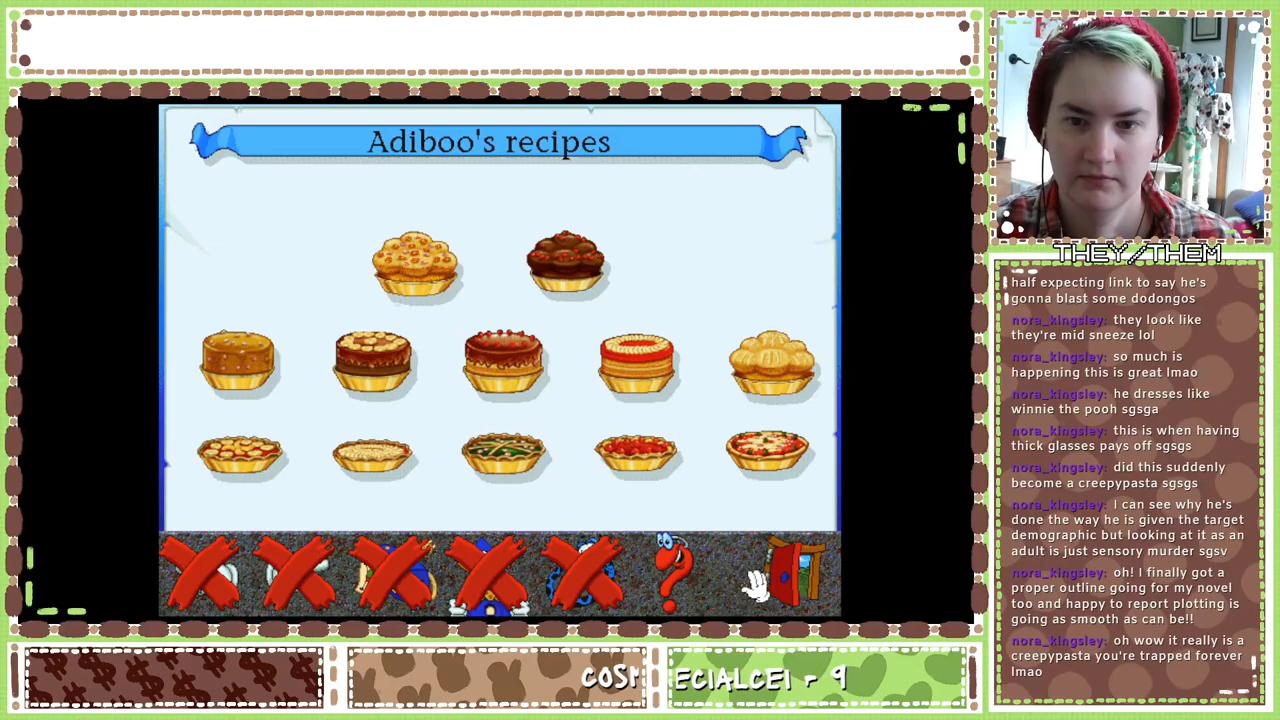 Adiboo's recipes
THEY/THEM
half expecting link to say he's
gonna blast some dodongos
nora_kingsley: they look like
they're mid sneeze lol
nora_kingsley: so much is
happening this is great lmao
nora_kingsley: he dresses like
winnie the pooh sgsga
nora_kingsley: this is when having
thick glasses pays off sgsgs
nora_kingsley: did this suddenly
become a creepypasta sgsgs
nora_kingsley: I can see why he's
done the way he is given the target
demographic but looking at it as an
adult is just sensory murder sgsv
nora_kingsley: oh! I finally got a
proper outline going for my novel
too and happy to report plotting is
going as smooth as can be!!
nora_kingsley: oh wow it really is a
creepypasta you're trapped forever
lmao
COSM
ECIALCEI - 9